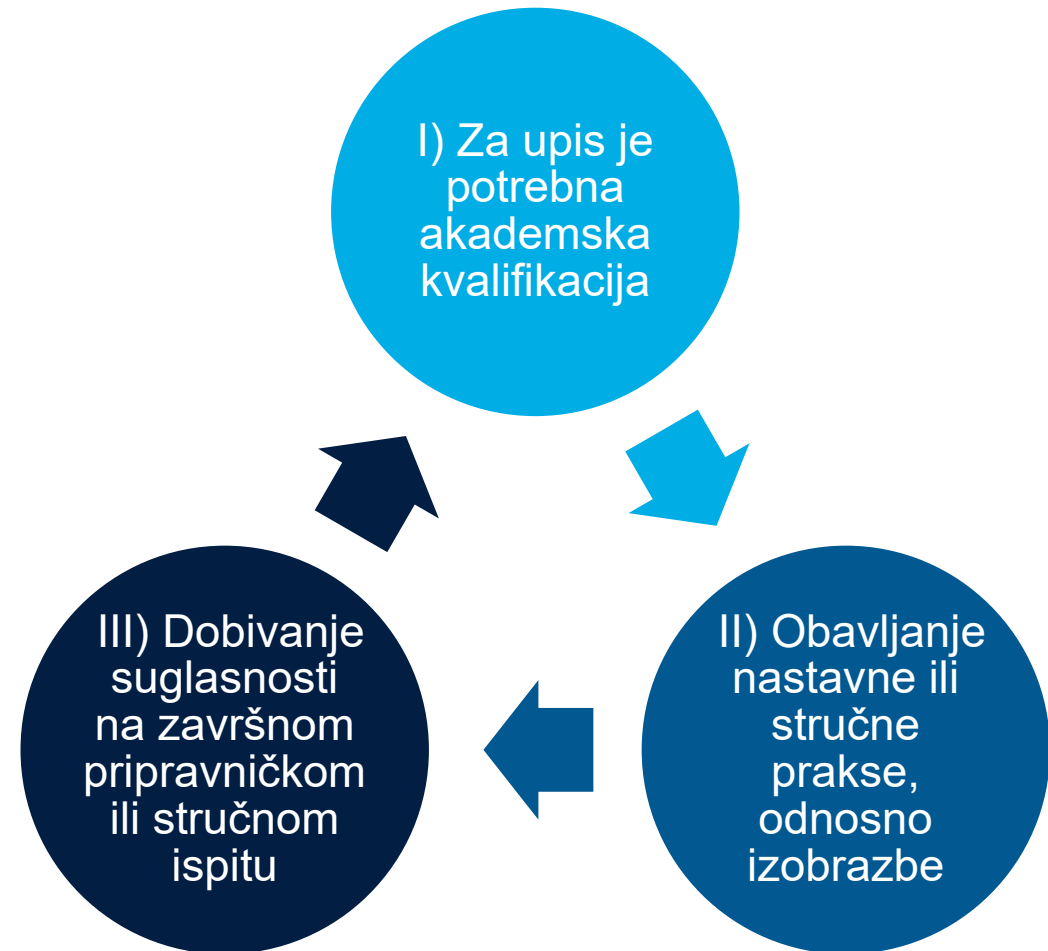 I) Za upis je
potrebna
akademska
kvalifikacija
II) Obavljanje
nastavne ili
stručne
prakse,
odnosno
izobrazbe
III) Dobivanje
suglasnosti
na završnom
pripravničkom
ili stručnom
ispitu